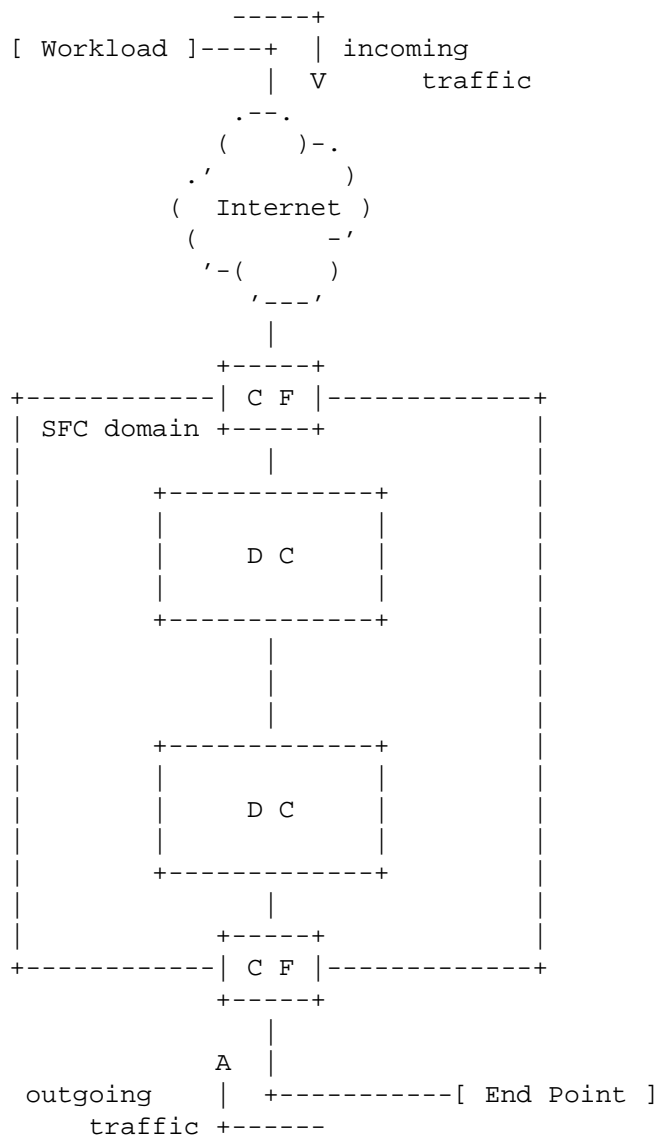 [ Workload ] incoming
V traffic
Internet
C F
SFC domain
D C
D C
C F
A
outgoing [ End Point ]
traffic